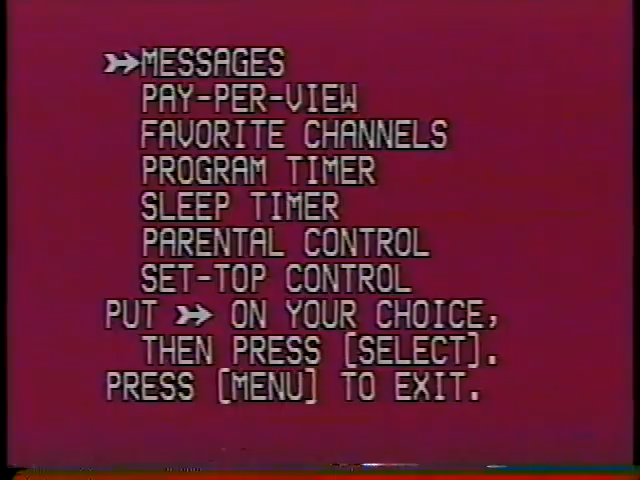 ➳MESSAGES
PAY-PER-VIEW
FAVORITE CHANNELS
PROGRAM TIMER
SLEEP TIMER
PARENTAL CONTROL
SET-TOP CONTROL
PUT ➳ ON YOUR CHOICE,
THEN PRESS [SELECT].
PRESS [MENU] TO EXIT.